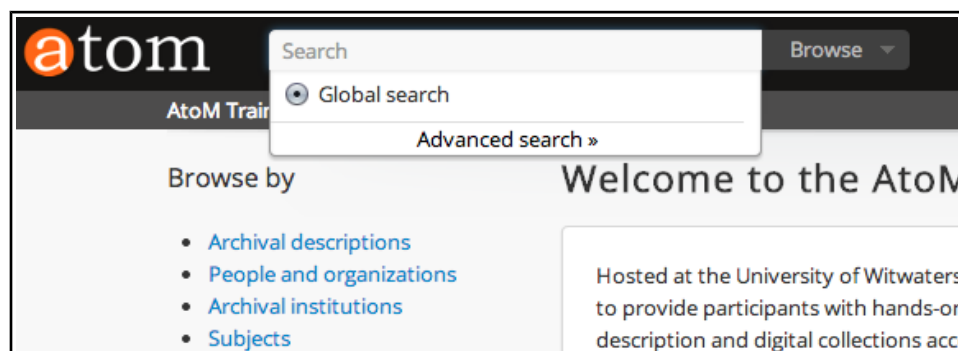 atom
Search
Browse
Global search
AtoM Train
Advanced search »
Browse by
Welcome to the AtoM
Archival descriptions
People and organizations
Archival institutions
Subjects
Hosted at the University of Witwaters
to provide participants with hands-on
description and digital collections acc